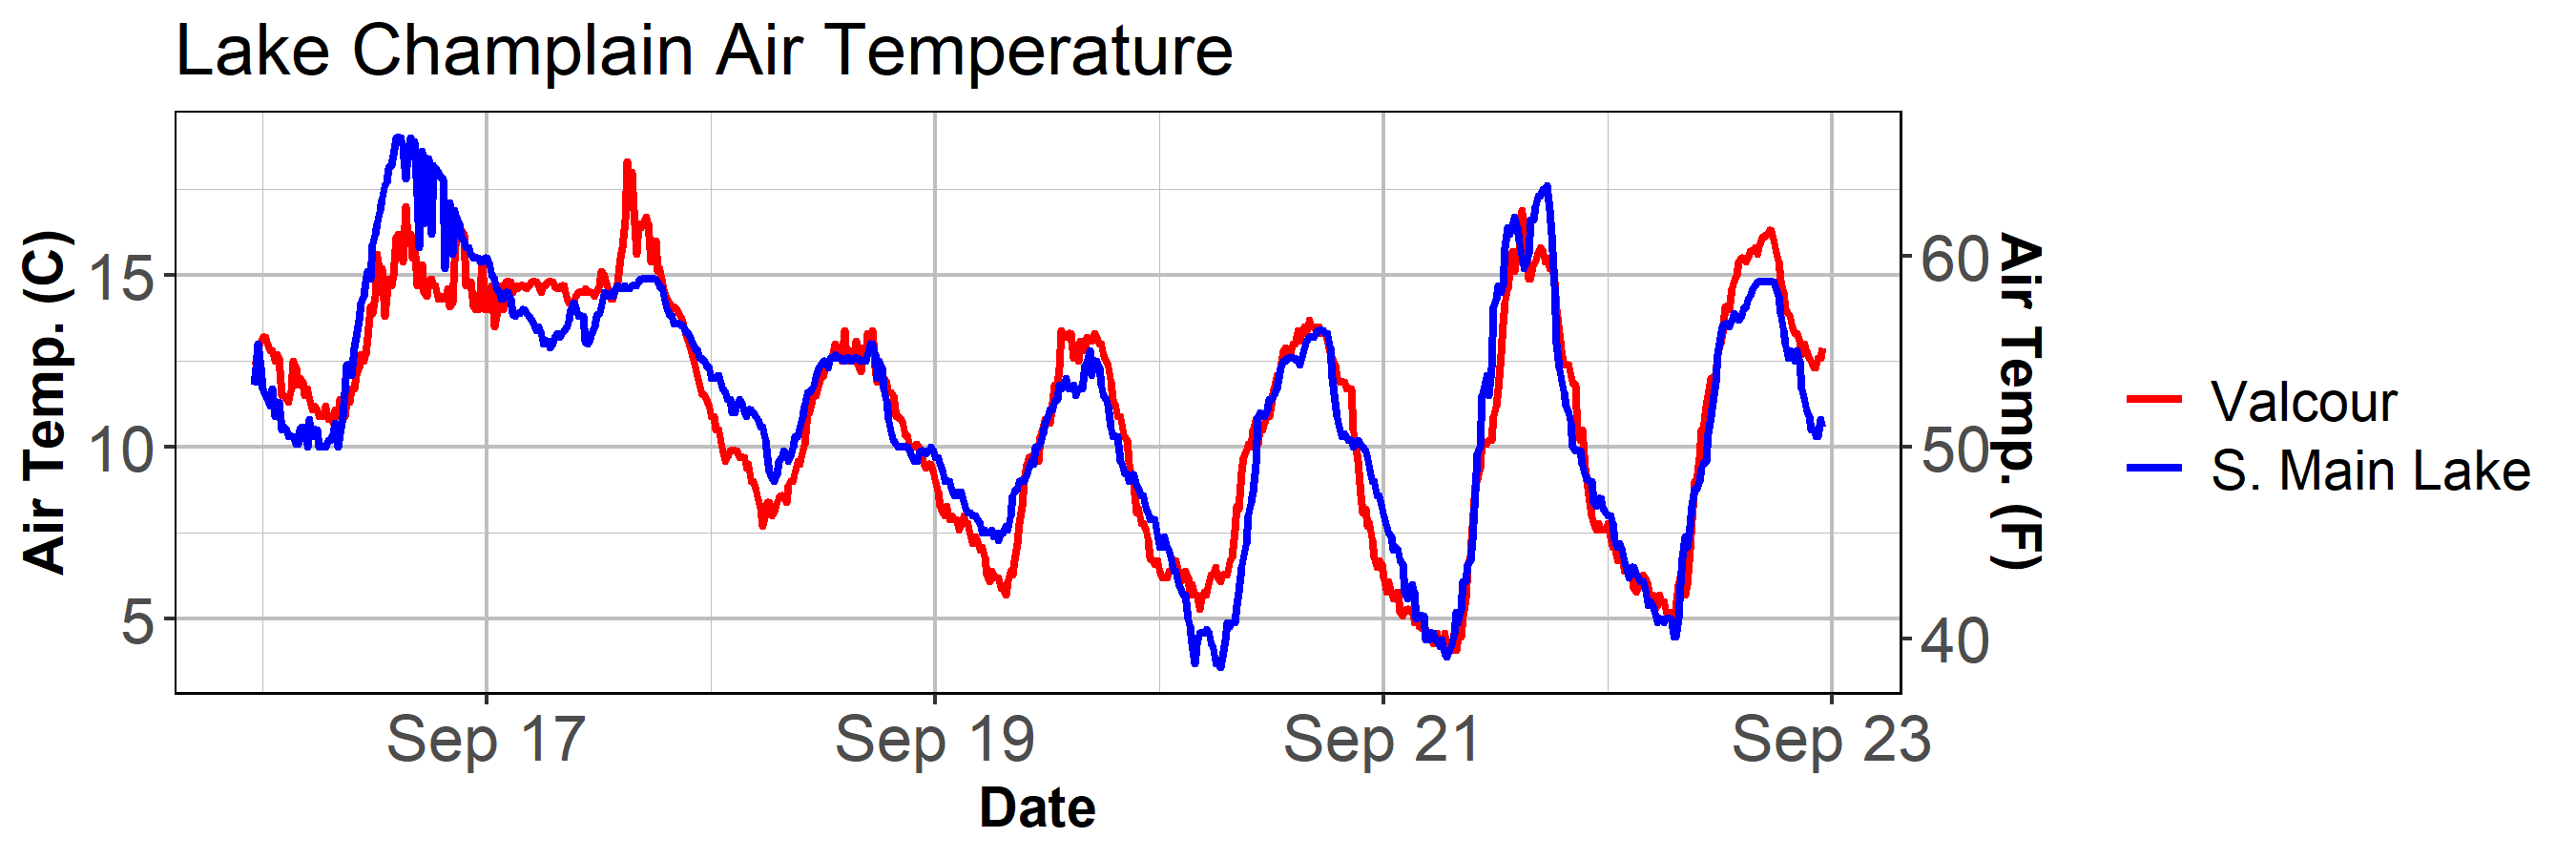 Lake Champlain Air Temperature
Air Temp. (C)
15
10
5
60
50
40
Air Temp. (F)
Sep 17
Sep 19
Sep 21
Sep 23
Date
Valcour
S. Main Lake